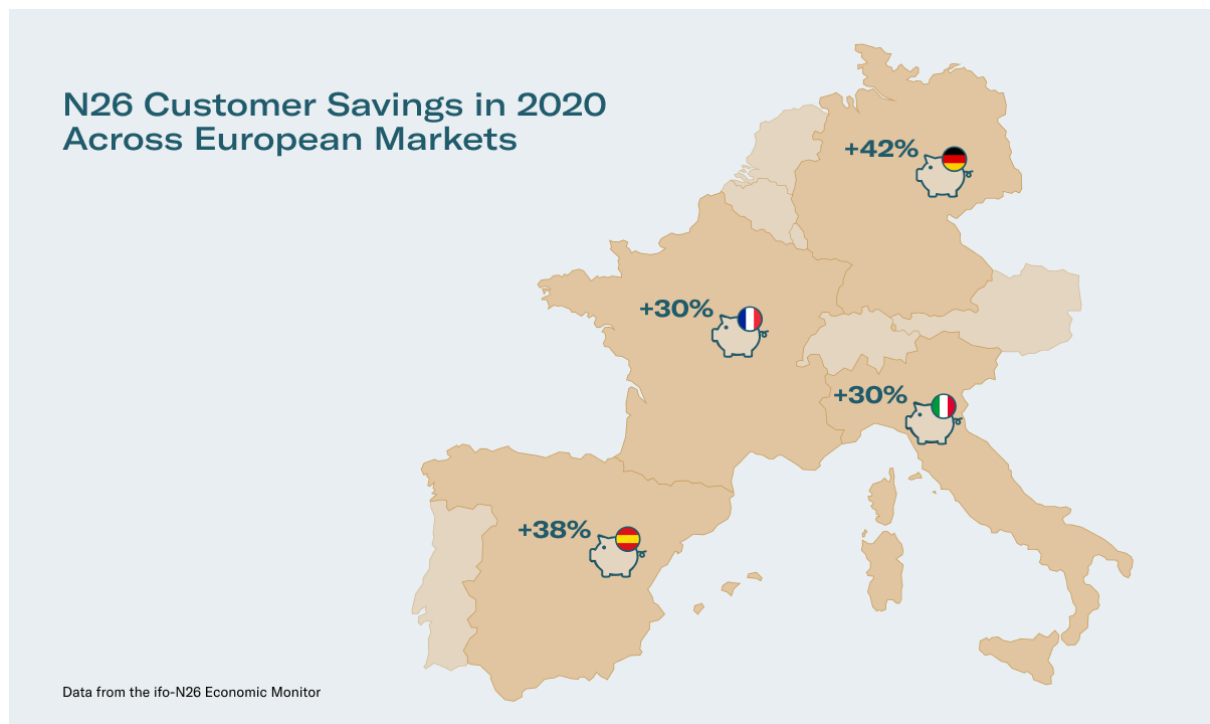 N26 Customer Savings in 2020
Across European Markets
+42%
+30%
+30%
+38%
Data from the ifo-N26 Economic Monitor